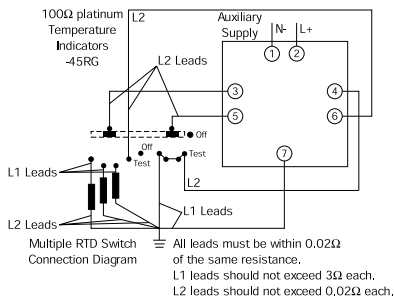 100Ω platinum
Temperature
Indicators
-45RG
L2
Auxiliary
Supply
N-
L+
1
2
L2 Leads
3
4
5
6
Off
Off
Test
Test
7
L1 Leads
L2
L1 Leads
L2 Leads
Multiple RTD Switch
Connection Diagram
All leads must be within 0.02Ω
of the same resistance.
L1 leads should not exceed 3Ω each.
L2 leads should not exceed 0.02Ω each.